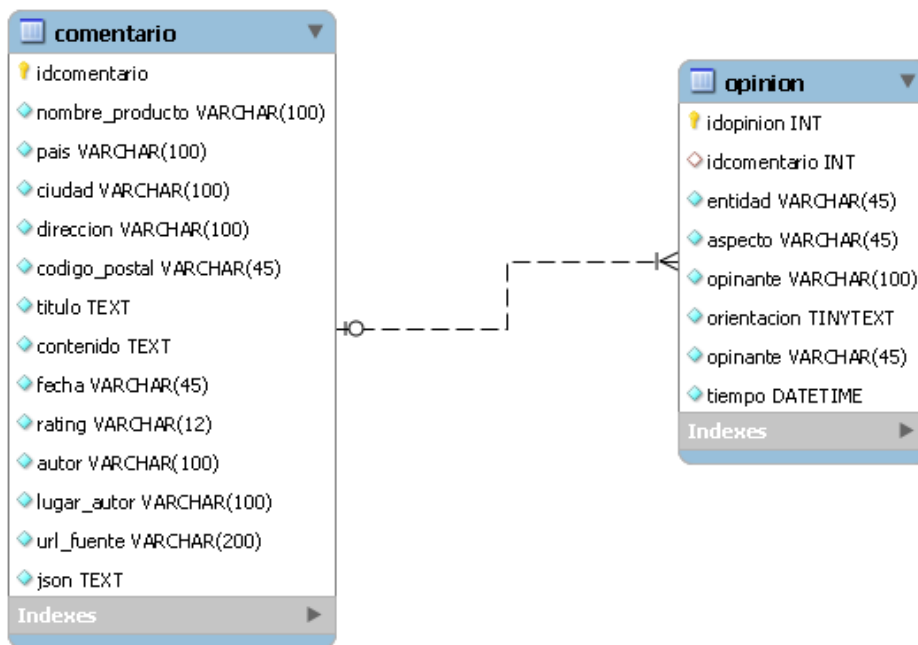 comentario
idcomentario
nombre_producto VARCHAR(100)
pais VARCHAR(100)
ciudad VARCHAR(100)
direccion VARCHAR(100)
codigo_postal VARCHAR(45)
titulo TEXT
contenido TEXT
fecha VARCHAR(45)
rating VARCHAR(12)
autor VARCHAR(100)
lugar_autor VARCHAR(100)
url_fuente VARCHAR(200)
json TEXT
Indexes
opinion
idopinion INT
idcomentario INT
entidad VARCHAR(45)
aspecto VARCHAR(45)
opinante VARCHAR(100)
orientacion TINYTEXT
opinante VARCHAR(45)
tiempo DATETIME
Indexes